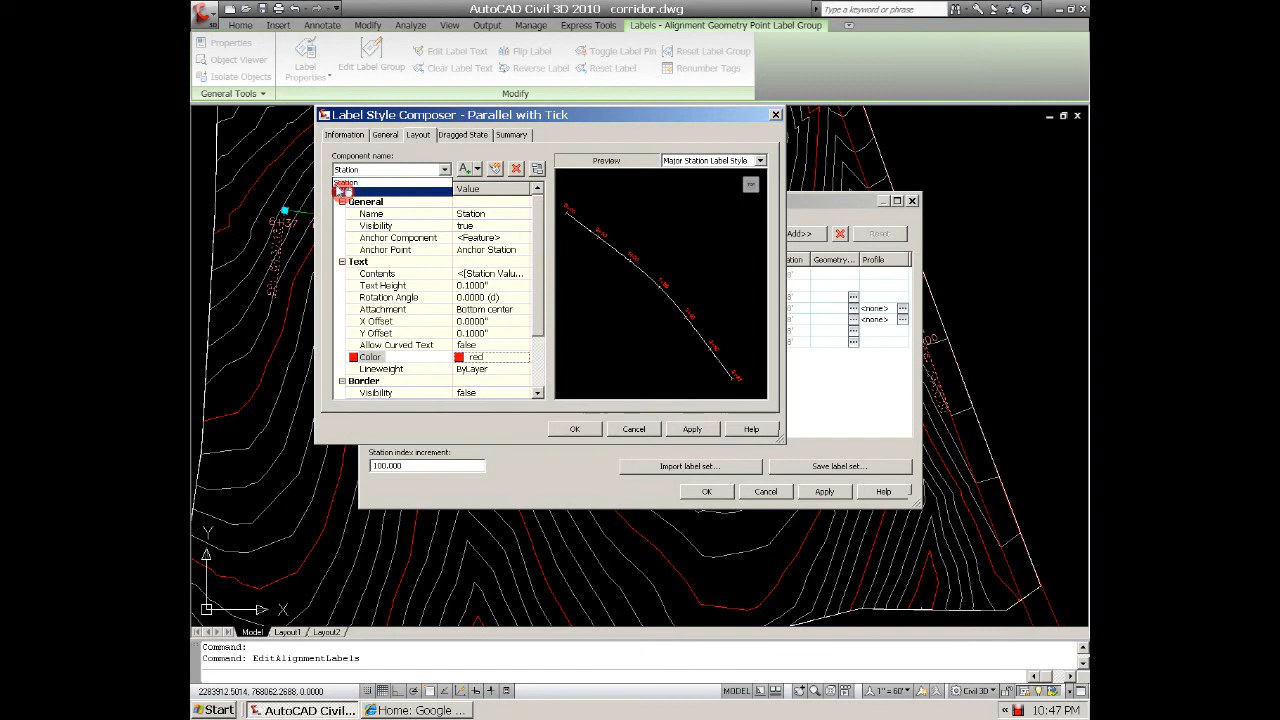 AutoCAD Civil 3D 2010 corridor.dwg
Type a keyword or phrase
Home Insert Annotate Modify Analyze View Output Manage Express Tools Labels - Alignment Geometry Point Label Group
Properties
Object Viewer
Isolate Objects
Label Properties
Edit Label Group
Edit Label Text
Clear Label Text
Flip Label
Reverse Label
Toggle Label Pin
Reset Label
Reset Label Group
Renumber Tags
General Tools
Modify
Label Style Composer - Parallel with Tick
Information General Layout Dragged State Summary
Component name:
Station
Station
Value
General
Name Station
Visibility true
Anchor Component <Feature>
Anchor Point Anchor Station
Text
Contents <[Station Valu...
Text Height 0.1000"
Rotation Angle 0.0000 (d)
Attachment Bottom center
X Offset 0.0000"
Y Offset 0.1000"
Allow Curved Text false
Color red
Lineweight ByLayer
Border
Visibility false
Preview
Major Station Label Style
OK Cancel Apply Help
Add>> Reset
Geometry... Profile
<none>
<none>
Station index increment:
100.000
Import label set...
Save label set...
OK Cancel Apply Help
Y
X
Model Layout1 Layout2
Command:
Command: EditAlignmentLabels
2283912.5014, 768062.2688, 0.0000
MODEL
Civil 3D
Start
AutoCAD Civil...
Home: Google ...
10:47 PM